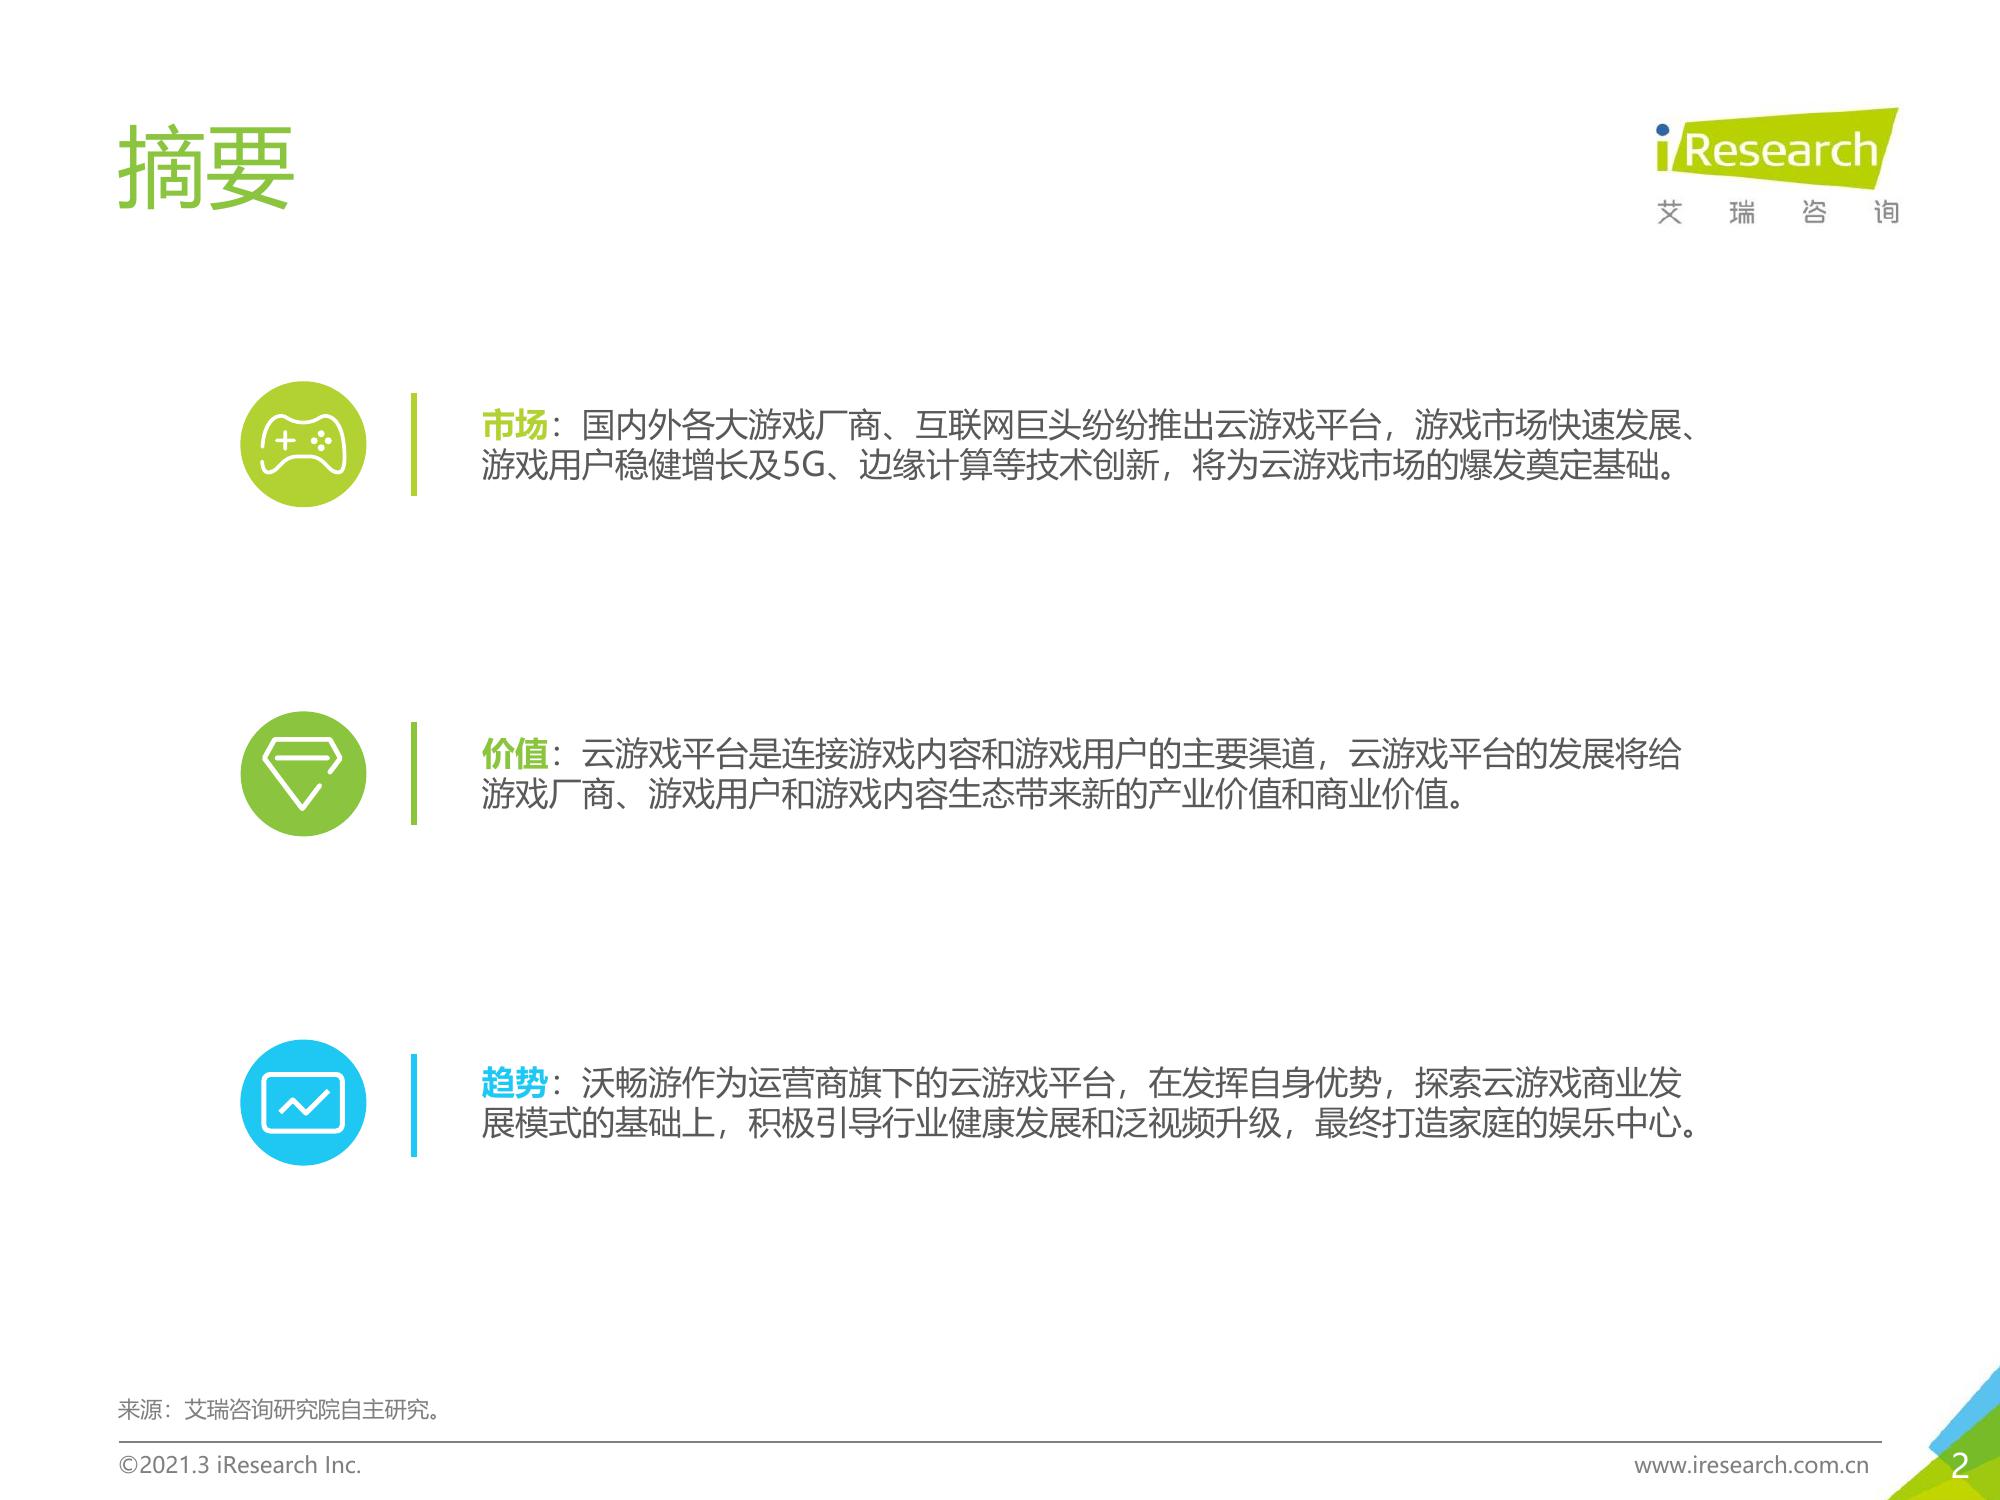 摘要
iResearch
艾瑞咨询
市场：国内外各大游戏厂商、互联网巨头纷纷推出云游戏平台，游戏市场快速发展、
游戏用户稳健增长及5G、边缘计算等技术创新，将为云游戏市场的爆发奠定基础。
价值：云游戏平台是连接游戏内容和游戏用户的主要渠道，云游戏平台的发展将给
游戏厂商、游戏用户和游戏内容生态带来新的产业价值和商业价值。
趋势：沃畅游作为运营商旗下的云游戏平台，在发挥自身优势，探索云游戏商业发
展模式的基础上，积极引导行业健康发展和泛视频升级，最终打造家庭的娱乐中心。
来源：艾瑞咨询研究院自主研究。
©2021.3 iResearch Inc.
www.iresearch.com.cn
2